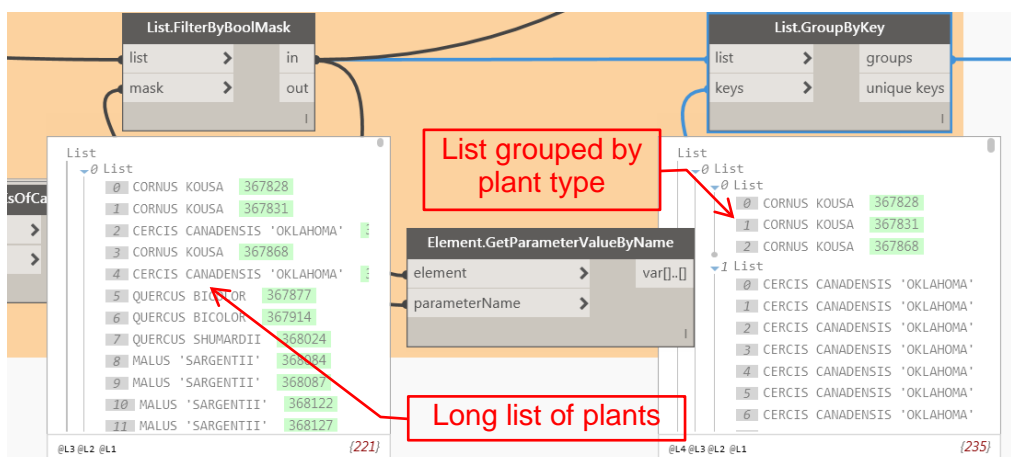 List.FilterByBoolMask
list > in
mask > out
l
List.GroupByKey
list > groups
keys > unique keys
l
sOfCa
>
>
List
0 List
0 CORNUS KOUSA 367828
1 CORNUS KOUSA 367831
2 CERCIS CANADENSIS 'OKLAHOMA'
3 CORNUS KOUSA 367868
4 CERCIS CANADENSIS 'OKLAHOMA'
5 QUERCUS BICOLOR 367877
6 QUERCUS BICOLOR 367914
7 QUERCUS SHUMARDII 368024
8 MALUS 'SARGENTII' 368084
9 MALUS 'SARGENTII' 368087
10 MALUS 'SARGENTII' 368122
11 MALUS 'SARGENTII' 368127
@L3 @L2 @L1 {221}
List grouped by
plant type
Element.GetParameterValueByName
element > var[]..[]
parameterName >
l
Long list of plants
List
0 List
0 List
0 CORNUS KOUSA 367828
1 CORNUS KOUSA 367831
2 CORNUS KOUSA 367868
1 List
0 CERCIS CANADENSIS 'OKLAHOMA'
1 CERCIS CANADENSIS 'OKLAHOMA'
2 CERCIS CANADENSIS 'OKLAHOMA'
3 CERCIS CANADENSIS 'OKLAHOMA'
4 CERCIS CANADENSIS 'OKLAHOMA'
5 CERCIS CANADENSIS 'OKLAHOMA'
6 CERCIS CANADENSIS 'OKLAHOMA'
@L4 @L3 @L2 @L1 {235}